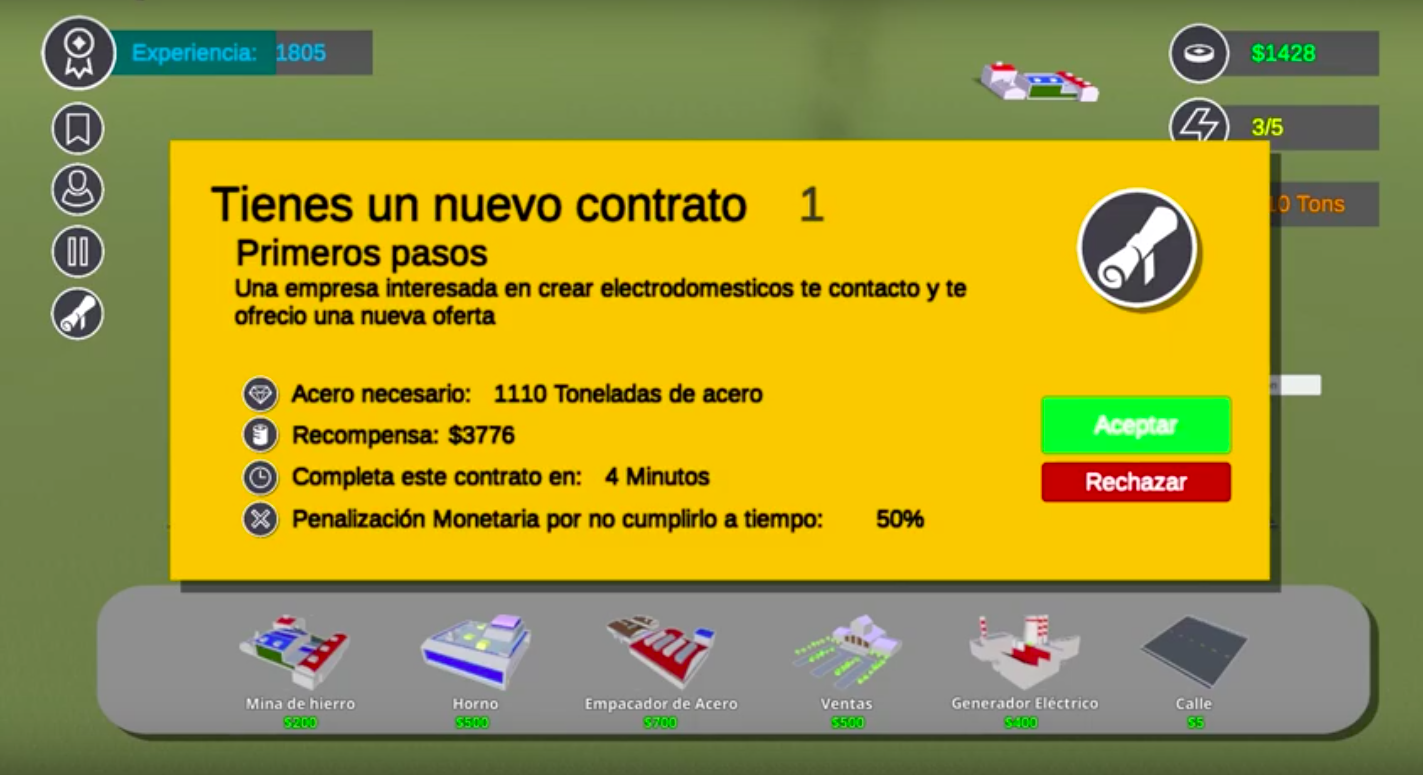 Experiencia: 1805
$1428
3/5
10 Tons
Tienes un nuevo contrato 1
Primeros pasos
Una empresa interesada en crear electrodomesticos te contacto y te
ofrecio una nueva oferta
Acero necesario: 1110 Toneladas de acero
Recompensa: $3776
Completa este contrato en: 4 Minutos
Penalización Monetaria por no cumplirlo a tiempo: 50%
Aceptar
Rechazar
Mina de hierro
$200
Horno
$500
Empacador de Acero
$700
Ventas
$500
Generador Eléctrico
$400
Calle
$5